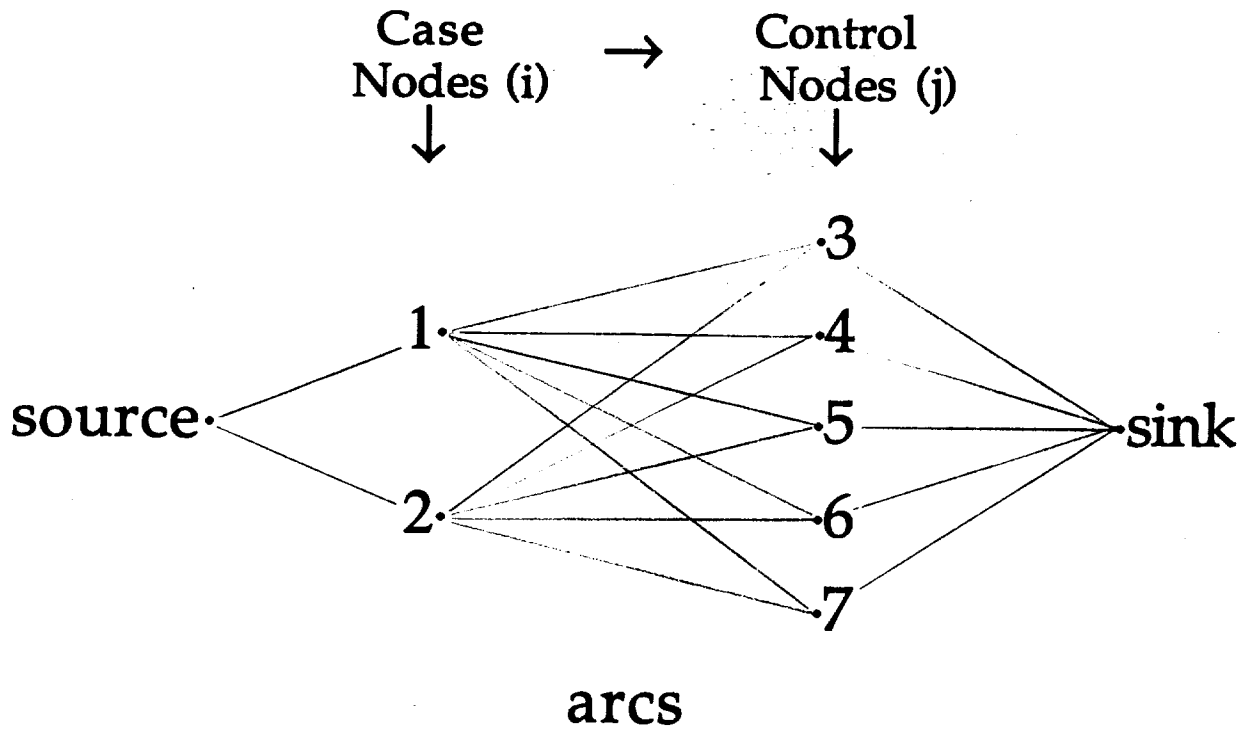 Case → Control
Nodes (i) Nodes (j)
↓ ↓
3
1
4
source
5
sink
2
6
7
arcs